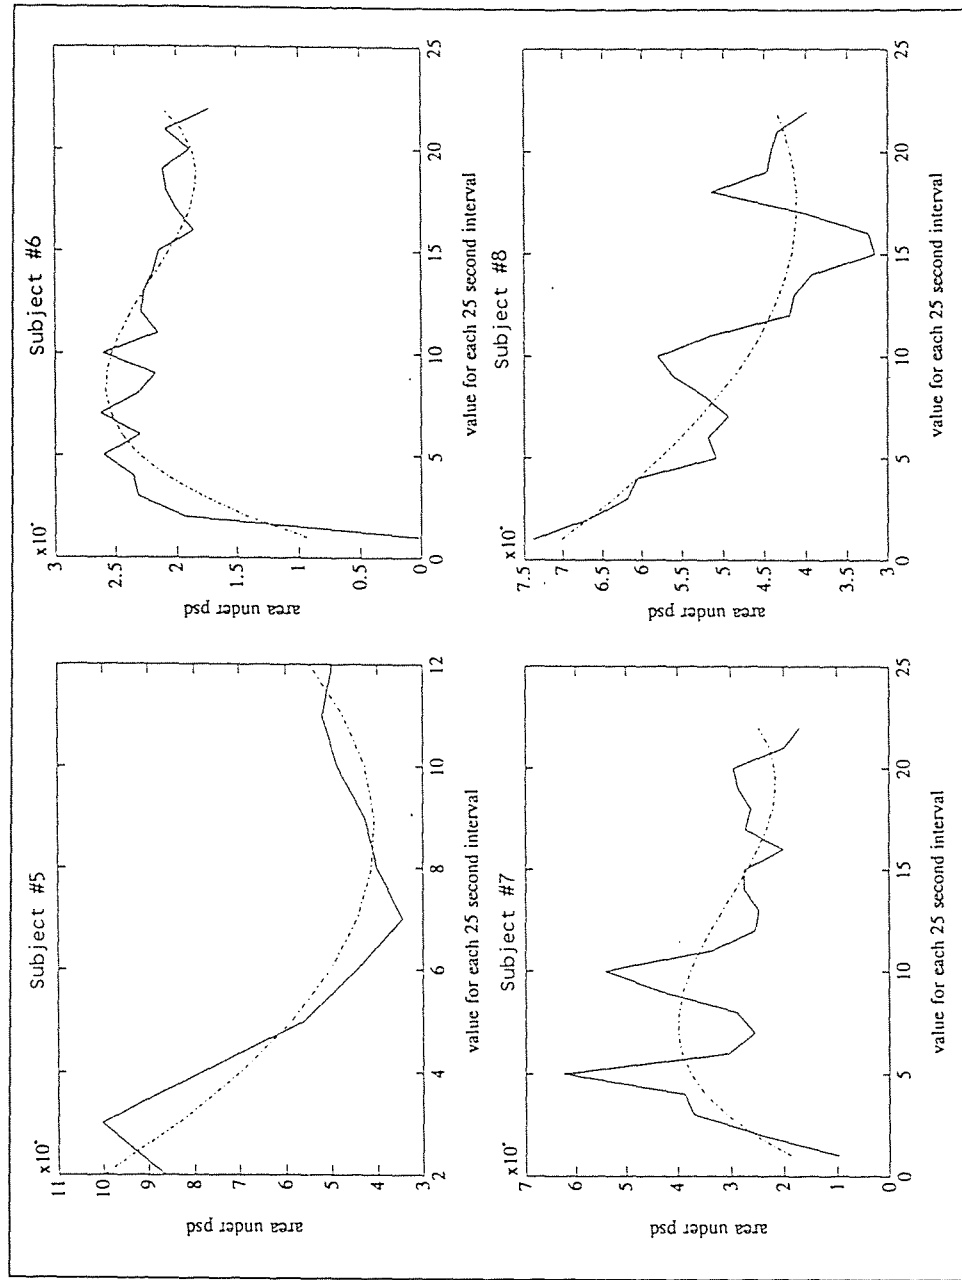 Subject #5
x10
11
10
9
8
7
6
5
4
3
2 4 6 8 10 12
area under psd
value for each 25 second interval
Subject #6
x10
3
2.5
2
1.5
1
0.5
0
0 5 10 15 20 25
area under psd
value for each 25 second interval
Subject #7
x10
7
6
5
4
3
2
1
0
0 5 10 15 20 25
area under psd
value for each 25 second interval
Subject #8
x10
7.5
7
6.5
6
5.5
5
4.5
4
3.5
3
0 5 10 15 20 25
area under psd
value for each 25 second interval